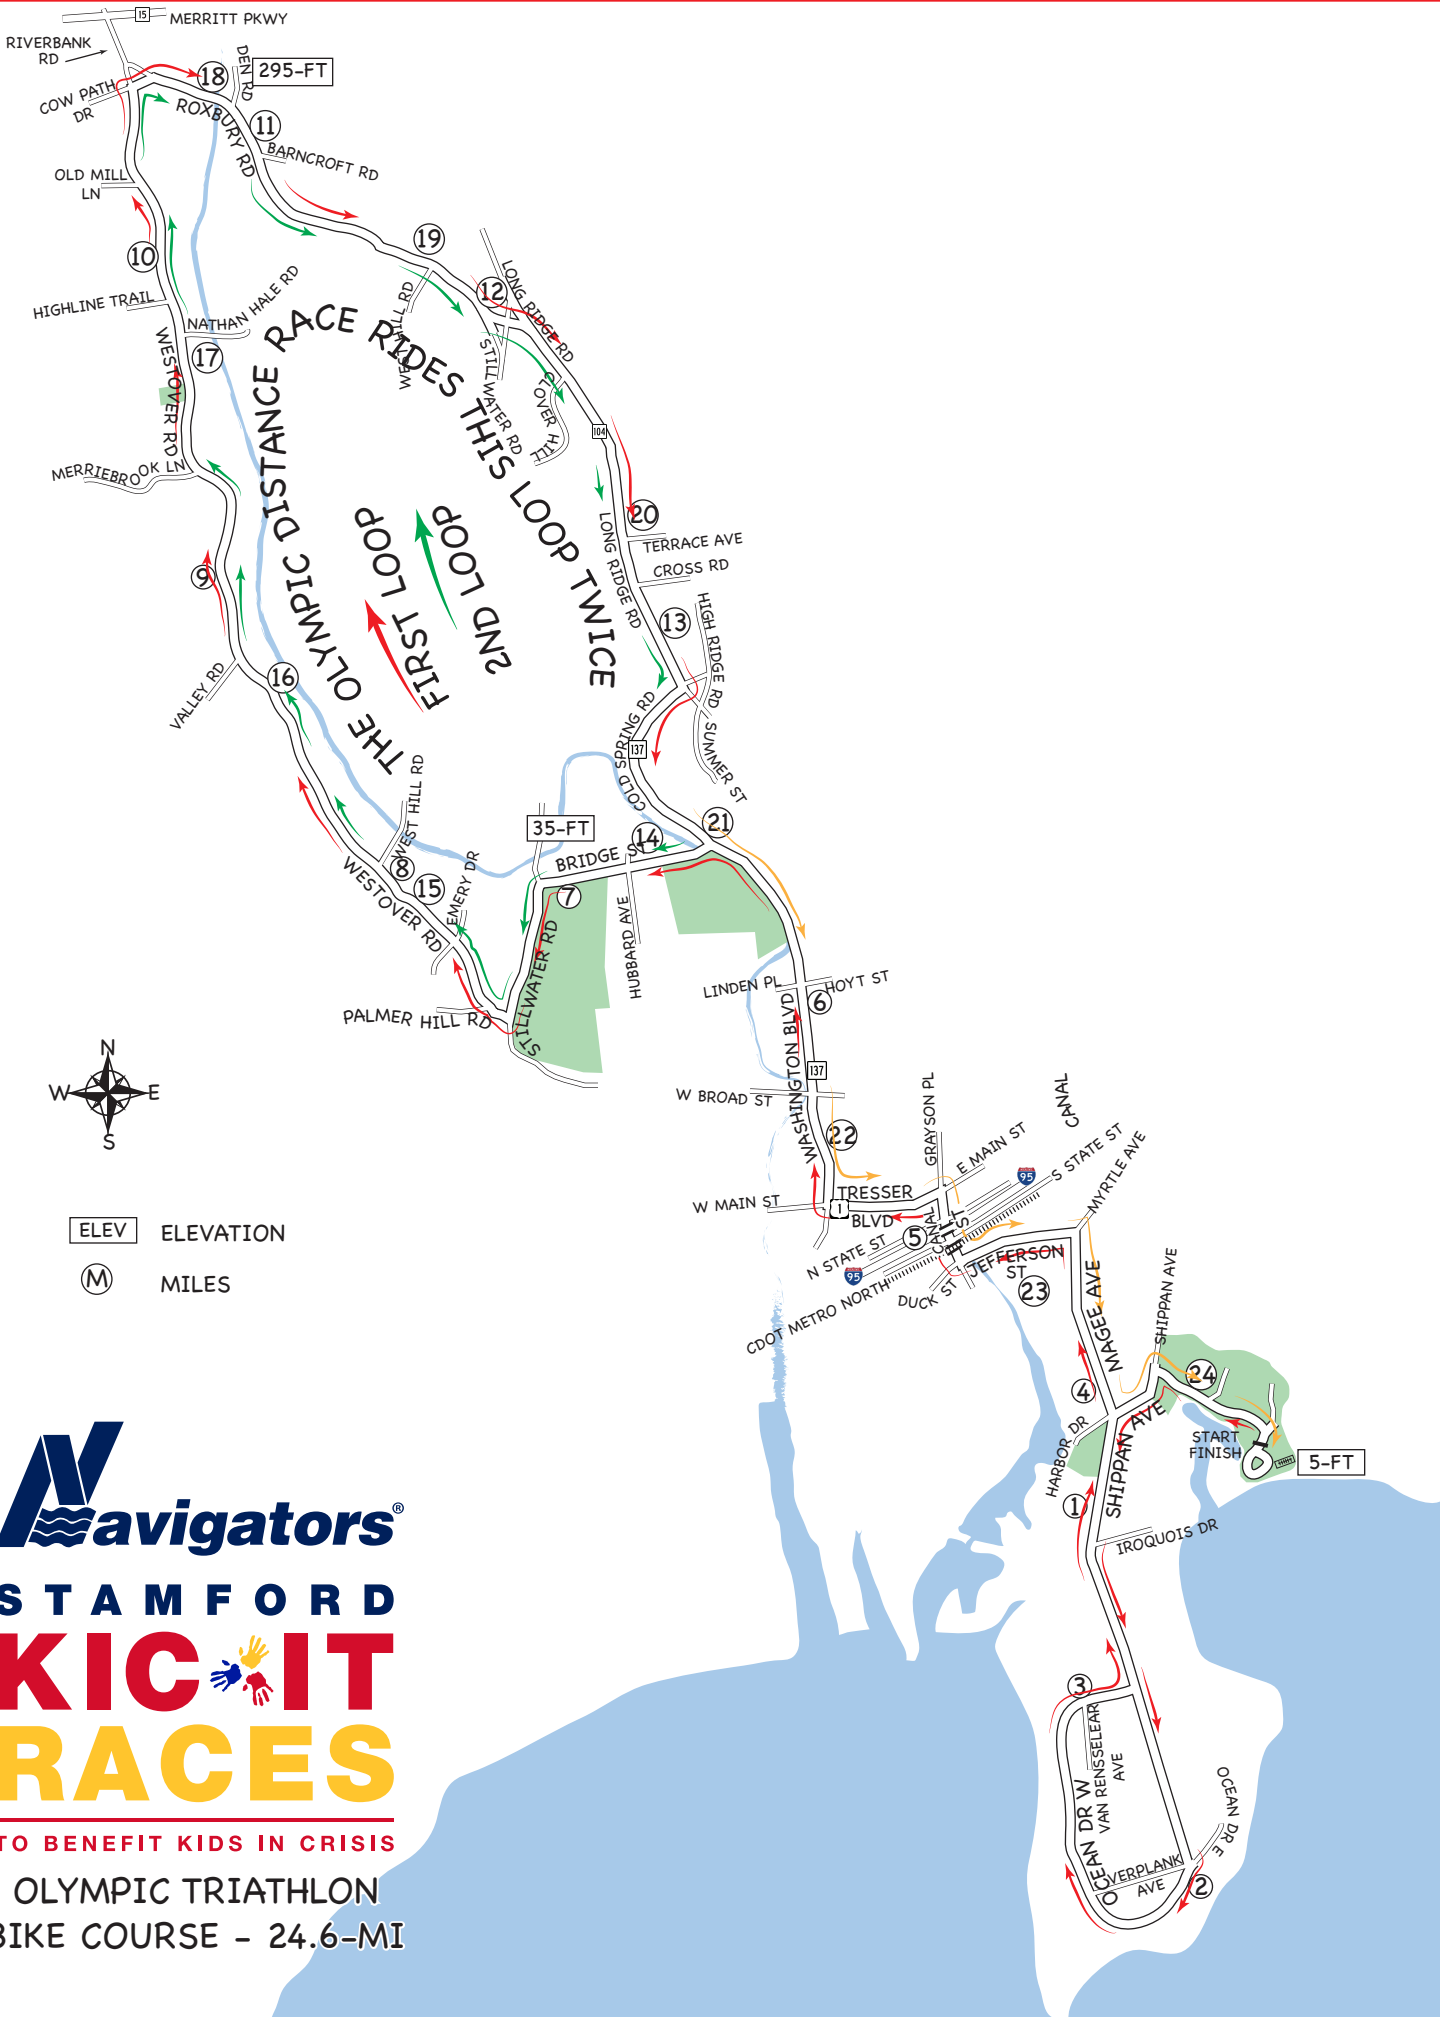 15
MERRITT PKWY
RIVERBANK
RD
18
DEN RD
295-FT
COW PATH
DR
ROXBURY RD
11
BARNCROFT RD
OLD MILL
LN
10
19
HIGHLINE TRAIL
NATHAN HALE RD
12
LONG RIDGE RD
WEST HILL RD
17
WESTOVER RD
STILLWATER RD
CLOVER HILL
104
MERRIEBROOK LN
THE OLYMPIC DISTANCE RACE RIDES THIS LOOP TWICE
FIRST LOOP
2ND LOOP
20
LONG RIDGE RD
TERRACE AVE
CROSS RD
9
13
HIGH RIDGE RD
16
VALLEY RD
COLD SPRING RD
137
SUMMER ST
WEST HILL RD
35-FT
14
21
BRIDGE ST
8
15
EMERY DR
7
WESTOVER RD
HUBBARD AVE
STILLWATER RD
LINDEN PL
HOYT ST
6
PALMER HILL RD
WASHINGTON BLVD
137
N
W
E
S
W BROAD ST
22
GRAYSON PL
CANAL
E MAIN ST
S STATE ST
MYRTLE AVE
95
W MAIN ST
TRESSER
BLVD
1
5
CANAL ST
N STATE ST
95
JEFFERSON
ST
DUCK ST
23
CDOT METRO NORTH
ELEV
ELEVATION
M
MILES
MAGEE AVE
SHIPPAN AVE
4
24
HARBOR DR
SHIPPAN AVE
START
FINISH
5-FT
1
IROQUOIS DR
3
VAN RENSSELEAR
AVE
OCEAN DR W
OCEAN DR E
VERPLANK
AVE
2
Navigators®
STAMFORD
KIC IT
RACES
TO BENEFIT KIDS IN CRISIS
OLYMPIC TRIATHLON
BIKE COURSE - 24.6-MI